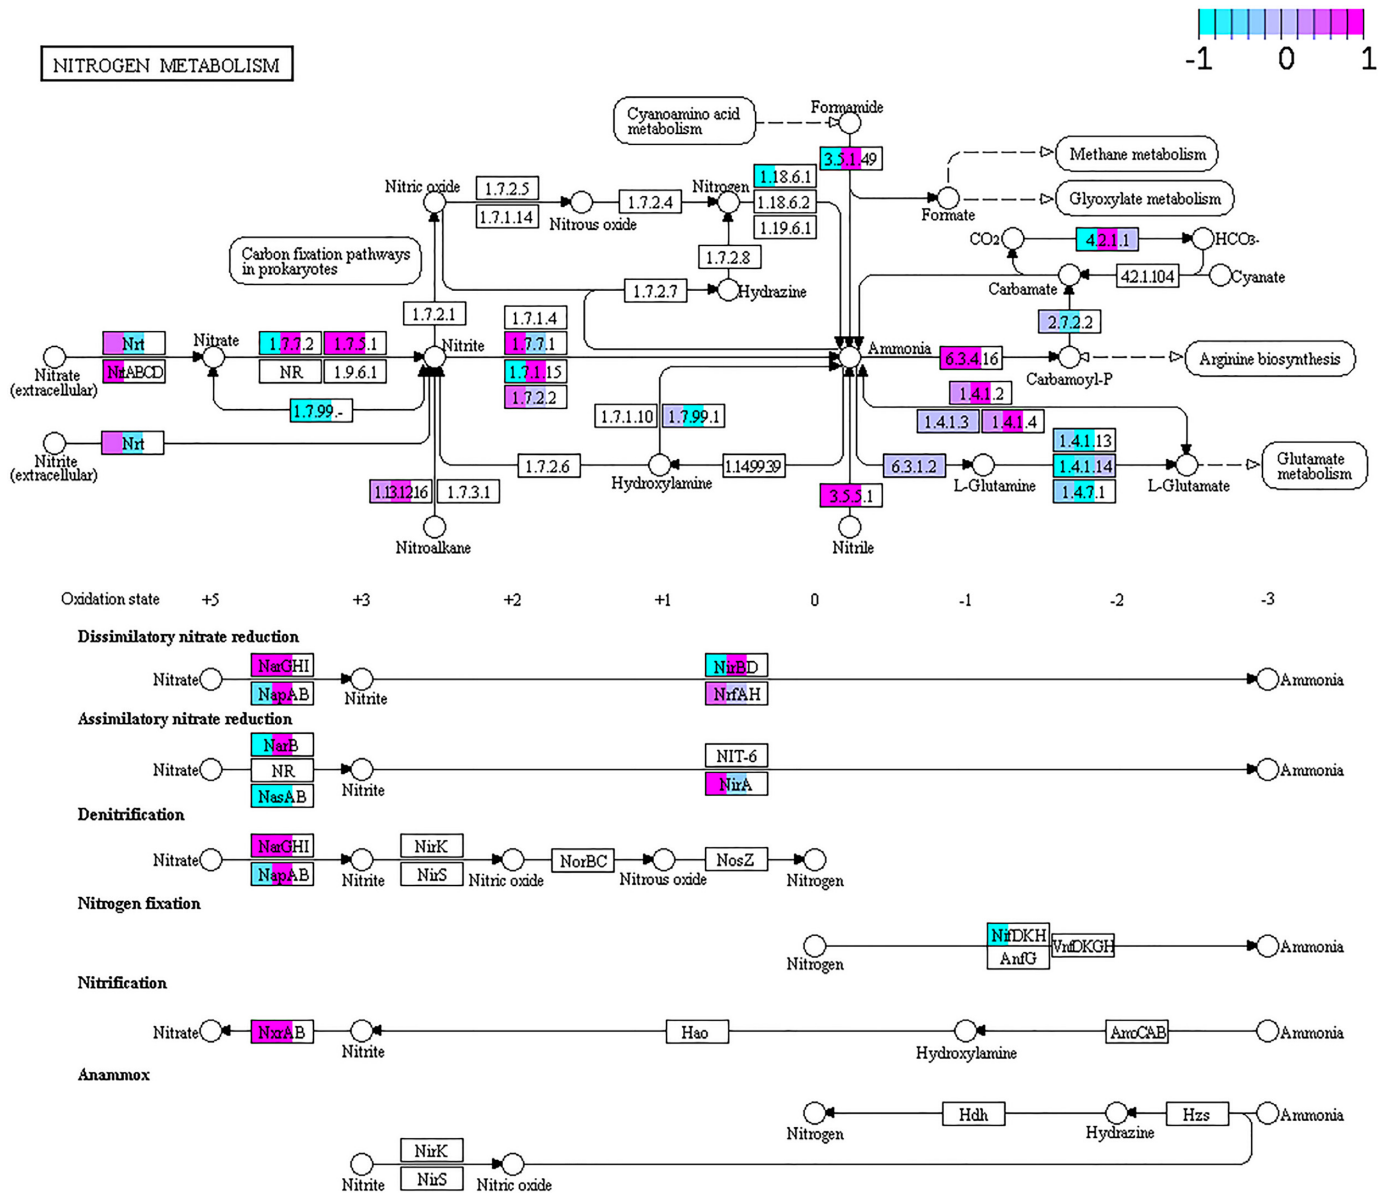 -1 0 1
NITROGEN METABOLISM
Cyanoamino acid
metabolism
Formamide
3.5.1.49
Methane metabolism
Nitric oxide
1.7.2.5
1.7.1.14
Nitrous oxide
1.7.2.4
Nitrogen
1.18.6.1
1.18.6.2
1.19.6.1
Formate
Glyoxylate metabolism
Carbon fixation pathways
in prokaryotes
1.7.2.8
CO2
4.2.1.1
HCO3-
1.7.2.7
Hydrazine
Carbamate
4.2.1.104
Cyanate
1.7.2.1
1.7.1.4
2.7.2.2
Nrt
NrtABCD
Nitrate
1.7.7.2
1.7.5.1
NR
1.9.6.1
Nitrite
1.7.7.1
1.7.1.15
1.7.2.2
Ammonia
6.3.4.16
Carbamoyl-P
Arginine biosynthesis
Nitrate
(extracellular)
1.7.99.-
1.7.1.10
1.7.99.1
1.4.1.2
1.4.1.3
1.4.1.4
Nrt
Nitrite
(extracellular)
1.7.2.6
Hydroxylamine
1.14.99.39
6.3.1.2
L-Glutamine
1.4.1.13
1.4.1.14
1.4.7.1
L-Glutamate
Glutamate
metabolism
1.13.12.16
1.7.3.1
3.5.5.1
Nitroalkane
Nitrile
Oxidation state +5 +3 +2 +1 0 -1 -2 -3
Dissimilatory nitrate reduction
NarGHI NirBD
Nitrate Nitrite Ammonia
NapAB NrfAH
Assimilatory nitrate reduction
NarB NIT-6
Nitrate NR Nitrite Ammonia
NasAB NirA
Denitrification
NarGHI NirK
Nitrate Nitrite Nitric oxide NorBC Nitrous oxide NosZ Nitrogen
NapAB NirS
Nitrogen fixation
NifDKH VnfDKGH
Nitrogen AnfG Ammonia
Nitrification
Nitrate NxrAB Nitrite Hao Hydroxylamine AmoCAB Ammonia
Anammox
Nitrogen Hdh Hydrazine Hzs Ammonia
NirK
Nitrite NirS Nitric oxide